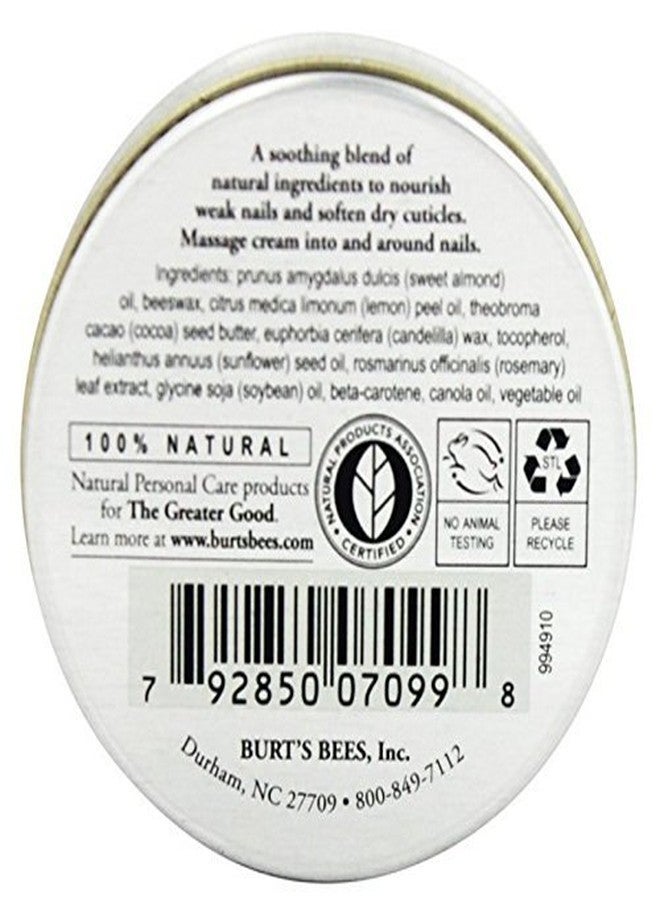 A soothing blend of
natural ingredients to nourish
weak nails and soften dry cuticles.
Massage cream into and around nails.
Ingredients: prunus amygdalus dulcis (sweet almond)
oil, beeswax, citrus medica limonum (lemon) peel oil, theobroma
cacao (cocoa) seed butter, euphorbia cerifera (candelilla) wax, tocopherol,
helianthus annuus (sunflower) seed oil, rosmarinus officinalis (rosemary)
leaf extract, glycine soja (soybean) oil, beta-carotene, canola oil, vegetable oil
100% NATURAL
Natural Personal Care products
for The Greater Good.
Learn more at www.burtsbees.com
• NATURAL PRODUCTS ASSOCIATION •
CERTIFIED
NO ANIMAL
TESTING
STL
PLEASE
RECYCLE
994910
7 92850 07099 8
BURT'S BEES, Inc.
Durham, NC 27709 • 800-849-7112